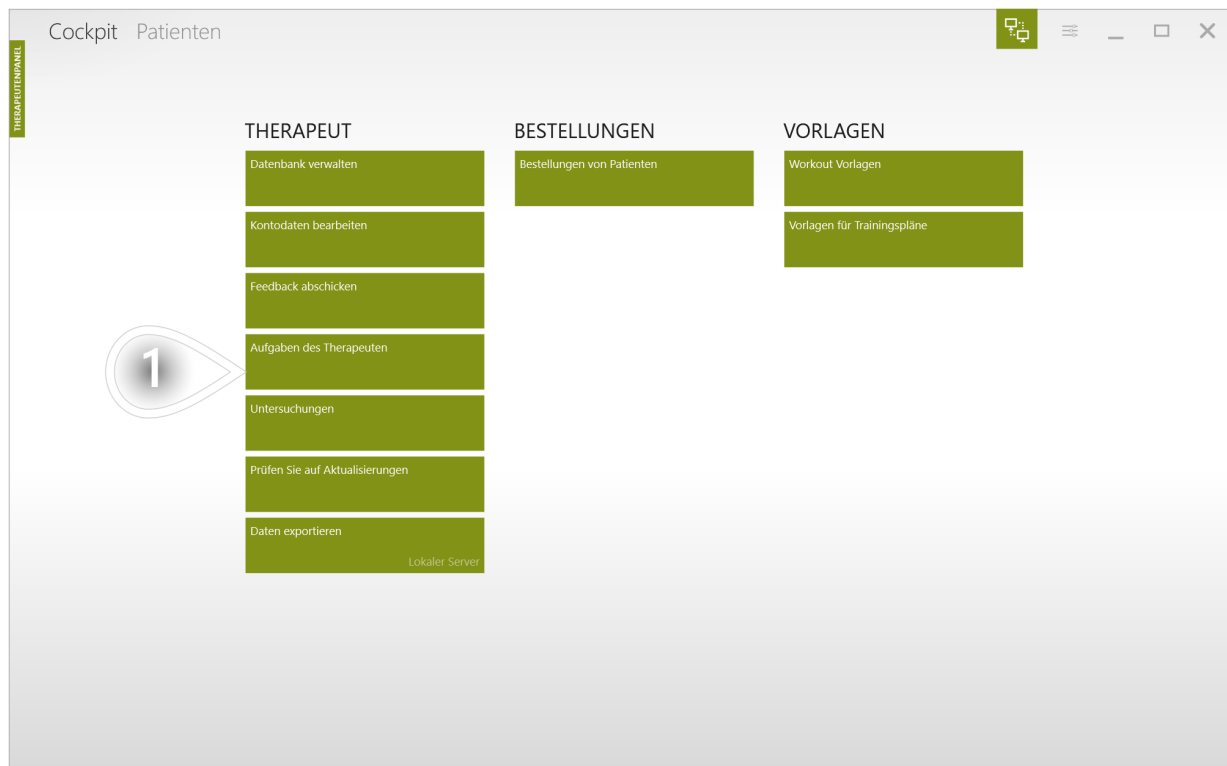 Cockpit Patienten
THERAPEUTENPANEL
THERAPEUT
Datenbank verwalten
Kontodaten bearbeiten
Feedback abschicken
Aufgaben des Therapeuten
1
Untersuchungen
Prüfen Sie auf Aktualisierungen
Daten exportieren
Lokaler Server
BESTELLUNGEN
Bestellungen von Patienten
VORLAGEN
Workout Vorlagen
Vorlagen für Trainingspläne